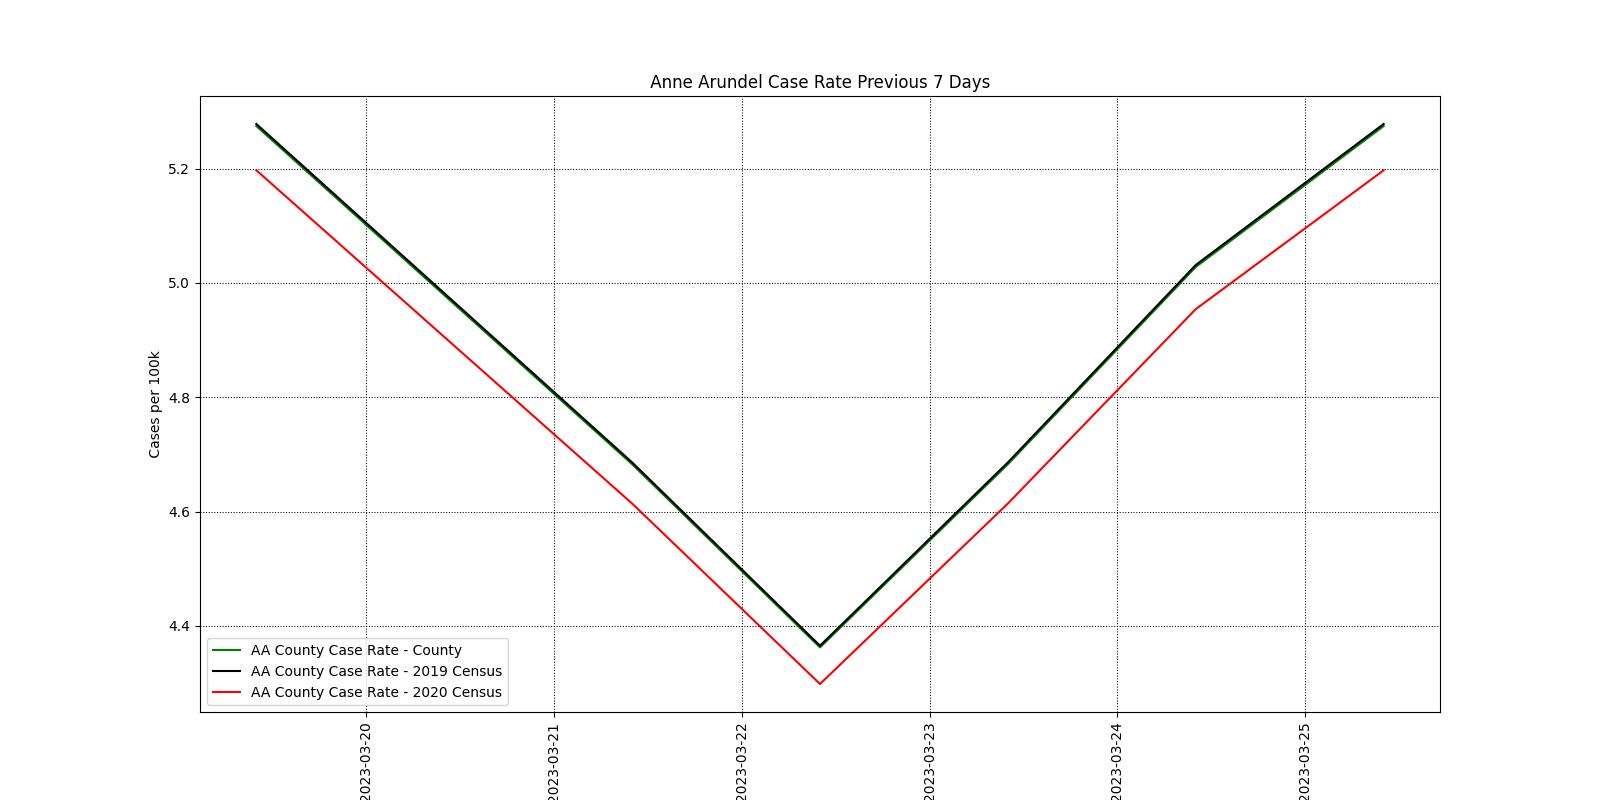 Anne Arundel Case Rate Previous 7 Days
5.2
5.0
4.8
4.6
4.4
Cases per 100k
AA County Case Rate - County
AA County Case Rate - 2019 Census
AA County Case Rate - 2020 Census
2023-03-20
2023-03-21
2023-03-22
2023-03-23
2023-03-24
2023-03-25